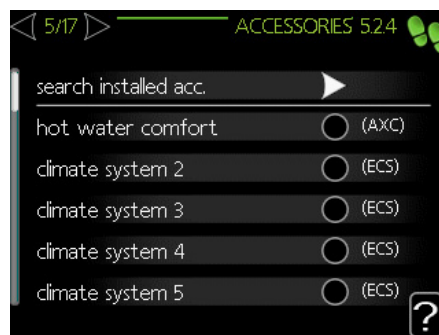 5/17 ACCESSORIES 5.2.4
search installed acc.
hot water comfort (AXC)
climate system 2 (ECS)
climate system 3 (ECS)
climate system 4 (ECS)
climate system 5 (ECS)
?